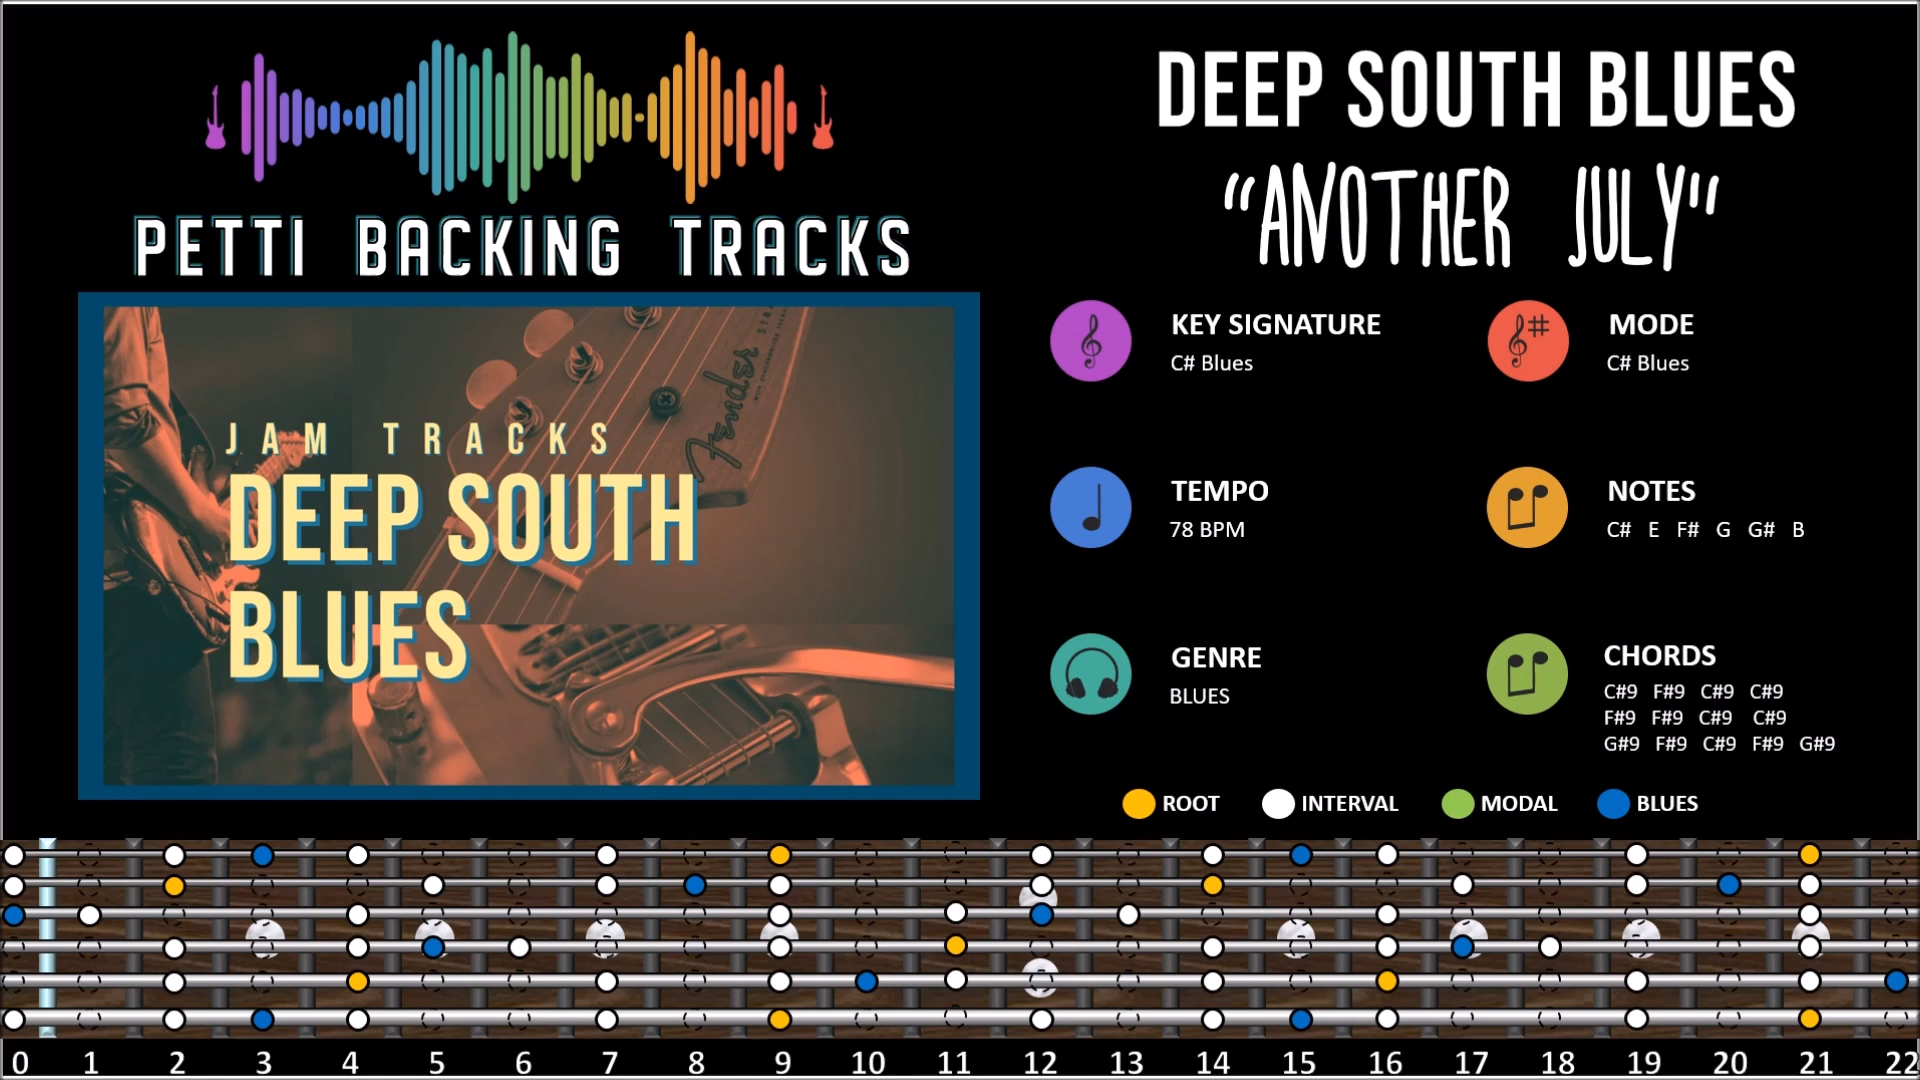 PETTI BACKING TRACKS
Fender
JAM TRACKS
DEEP SOUTH
BLUES
DEEP SOUTH BLUES
“ANOTHER JULY”
KEY SIGNATURE
C# Blues
MODE
C# Blues
TEMPO
78 BPM
NOTES
C# E F# G G# B
GENRE
BLUES
CHORDS
C#9 F#9 C#9 C#9
F#9 F#9 C#9 C#9
G#9 F#9 C#9 F#9 G#9
ROOT INTERVAL MODAL BLUES
0 1 2 3 4 5 6 7 8 9 10 11 12 13 14 15 16 17 18 19 20 21 22